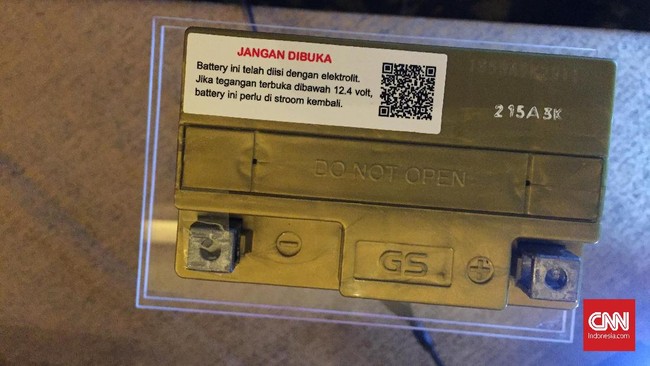 JANGAN DIBUKA
Battery ini telah diisi dengan elektrolit.
Jika tegangan terbuka dibawah 12.4 volt,
battery ini perlu di stroom kembali.
215A3K
DO NOT OPEN
GS
CNN
Indonesia.com